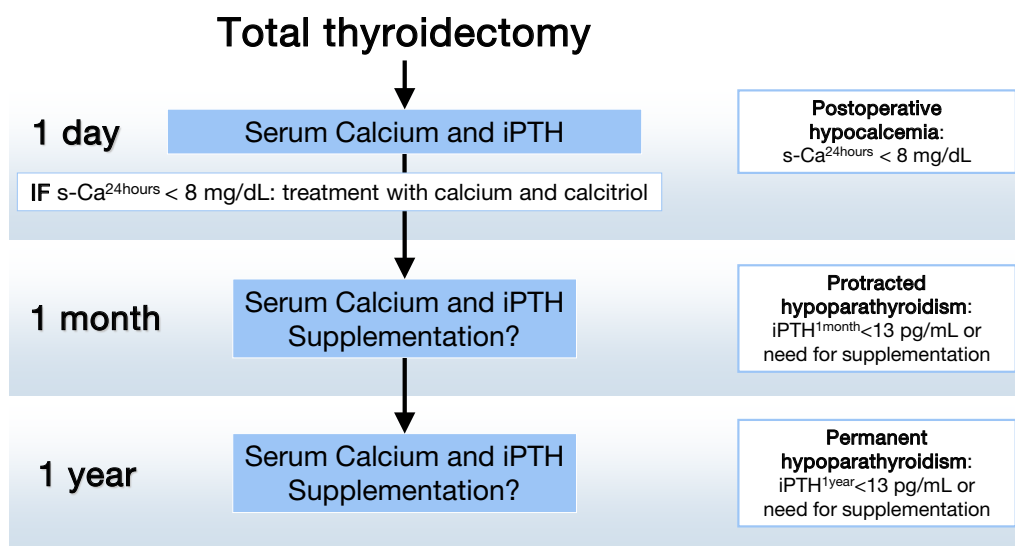 Total thyroidectomy
1 day
Serum Calcium and iPTH
Postoperative
hypocalcemia:
s-Ca24hours < 8 mg/dL
IF s-Ca24hours < 8 mg/dL: treatment with calcium and calcitriol
1 month
Serum Calcium and iPTH
Supplementation?
Protracted
hypoparathyroidism:
iPTH1month<13 pg/mL or
need for supplementation
1 year
Serum Calcium and iPTH
Supplementation?
Permanent
hypoparathyroidism:
iPTH1year<13 pg/mL or
need for supplementation